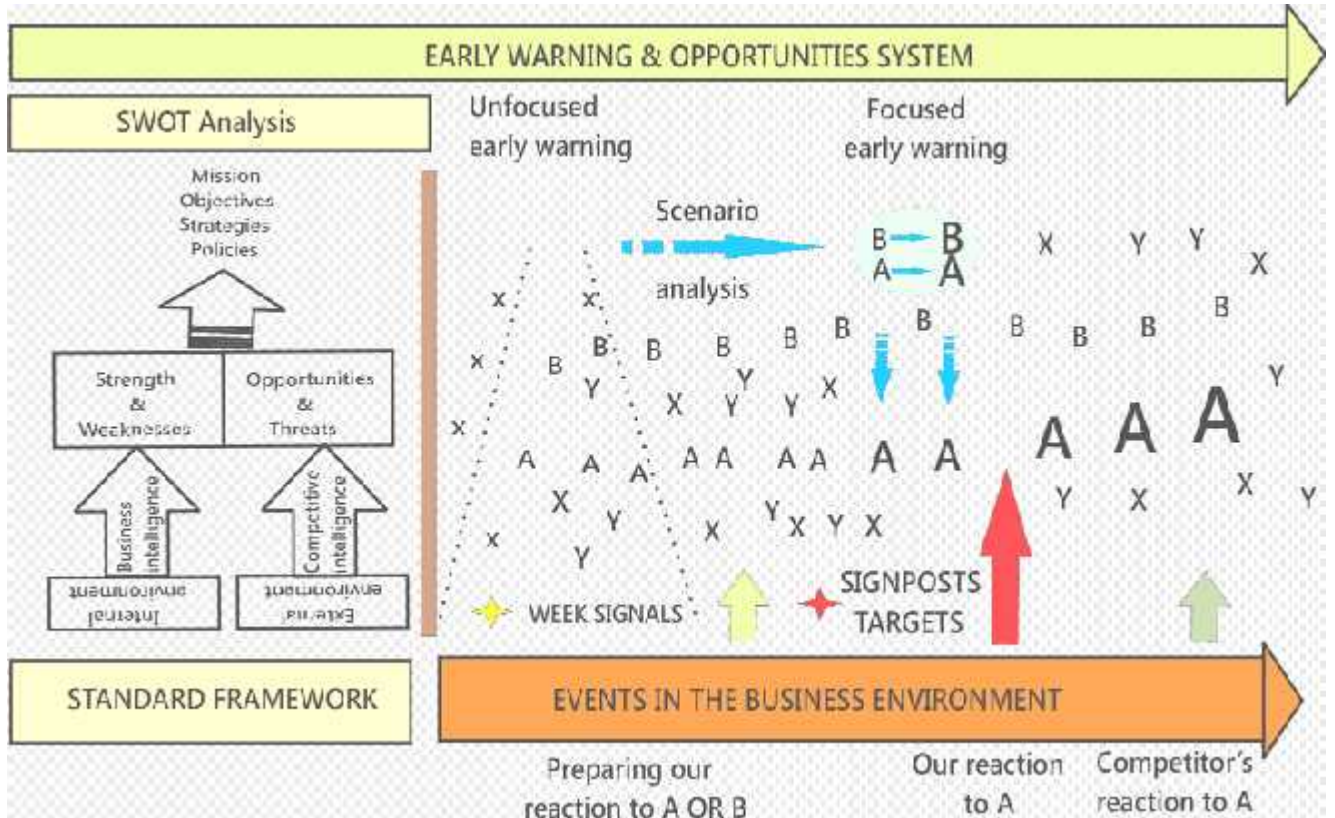 EARLY WARNING & OPPORTUNITIES SYSTEM
SWOT Analysis
Mission
Objectives
Strategies
Policies
Strength
&
Weaknesses
Opportunities
&
Threats
Business
intelligence
Competitive
intelligence
Internal
environment
External
environment
STANDARD FRAMEWORK
Unfocused
early warning
Focused
early warning
Scenario
analysis
B B
A A
X Y Y
X
X X
B
B B B B B B B B B
B
X
Y Y Y
X Y Y X
X
A A A A A A A A A A A A
A
X Y X Y
Y X Y X Y X
X
Y
WEEK SIGNALS
SIGNPOSTS
TARGETS
EVENTS IN THE BUSINESS ENVIRONMENT
Preparing our
reaction to A OR B
Our reaction
to A
Competitor's
reaction to A